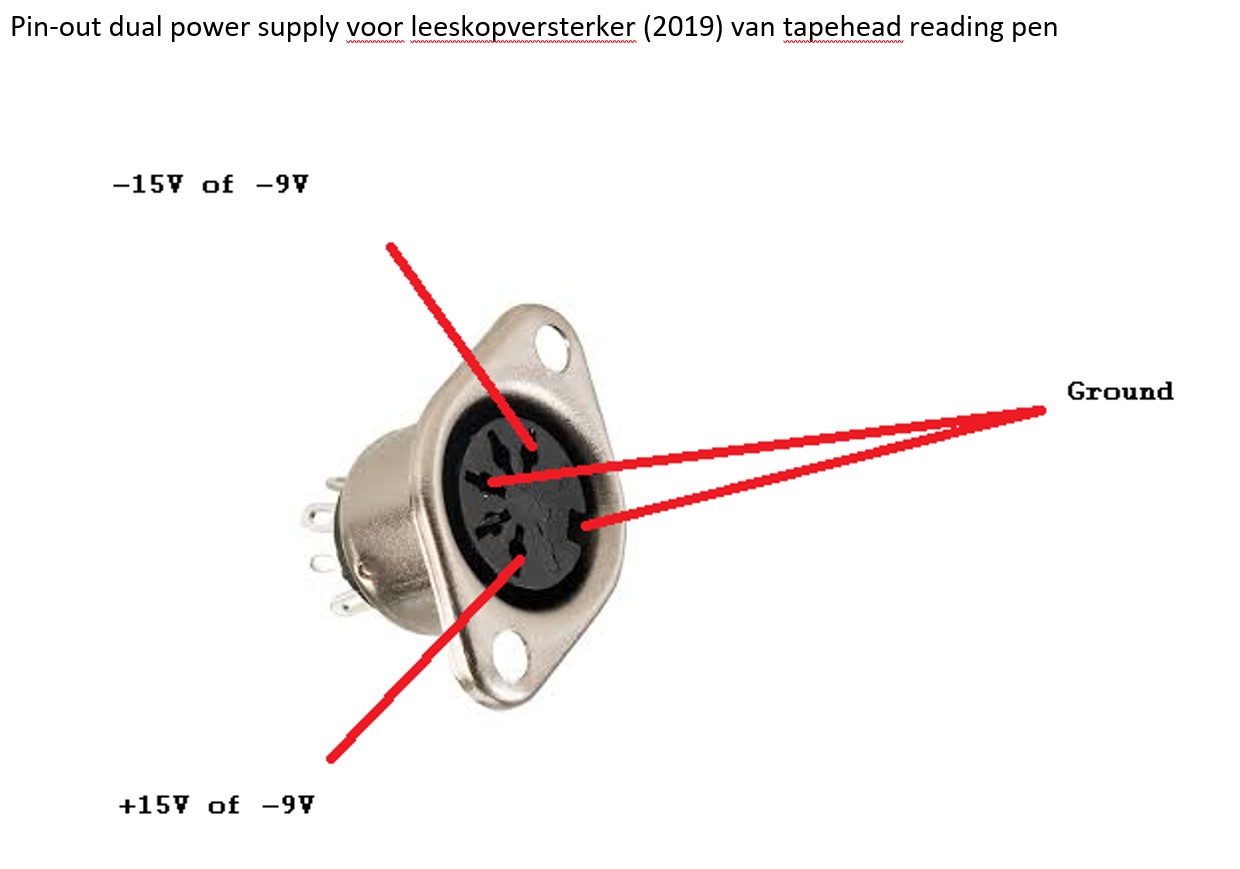 Pin-out dual power supply voor leeskopversterker (2019) van tapehead reading pen
-15V of -9V
Ground
+15V of -9V